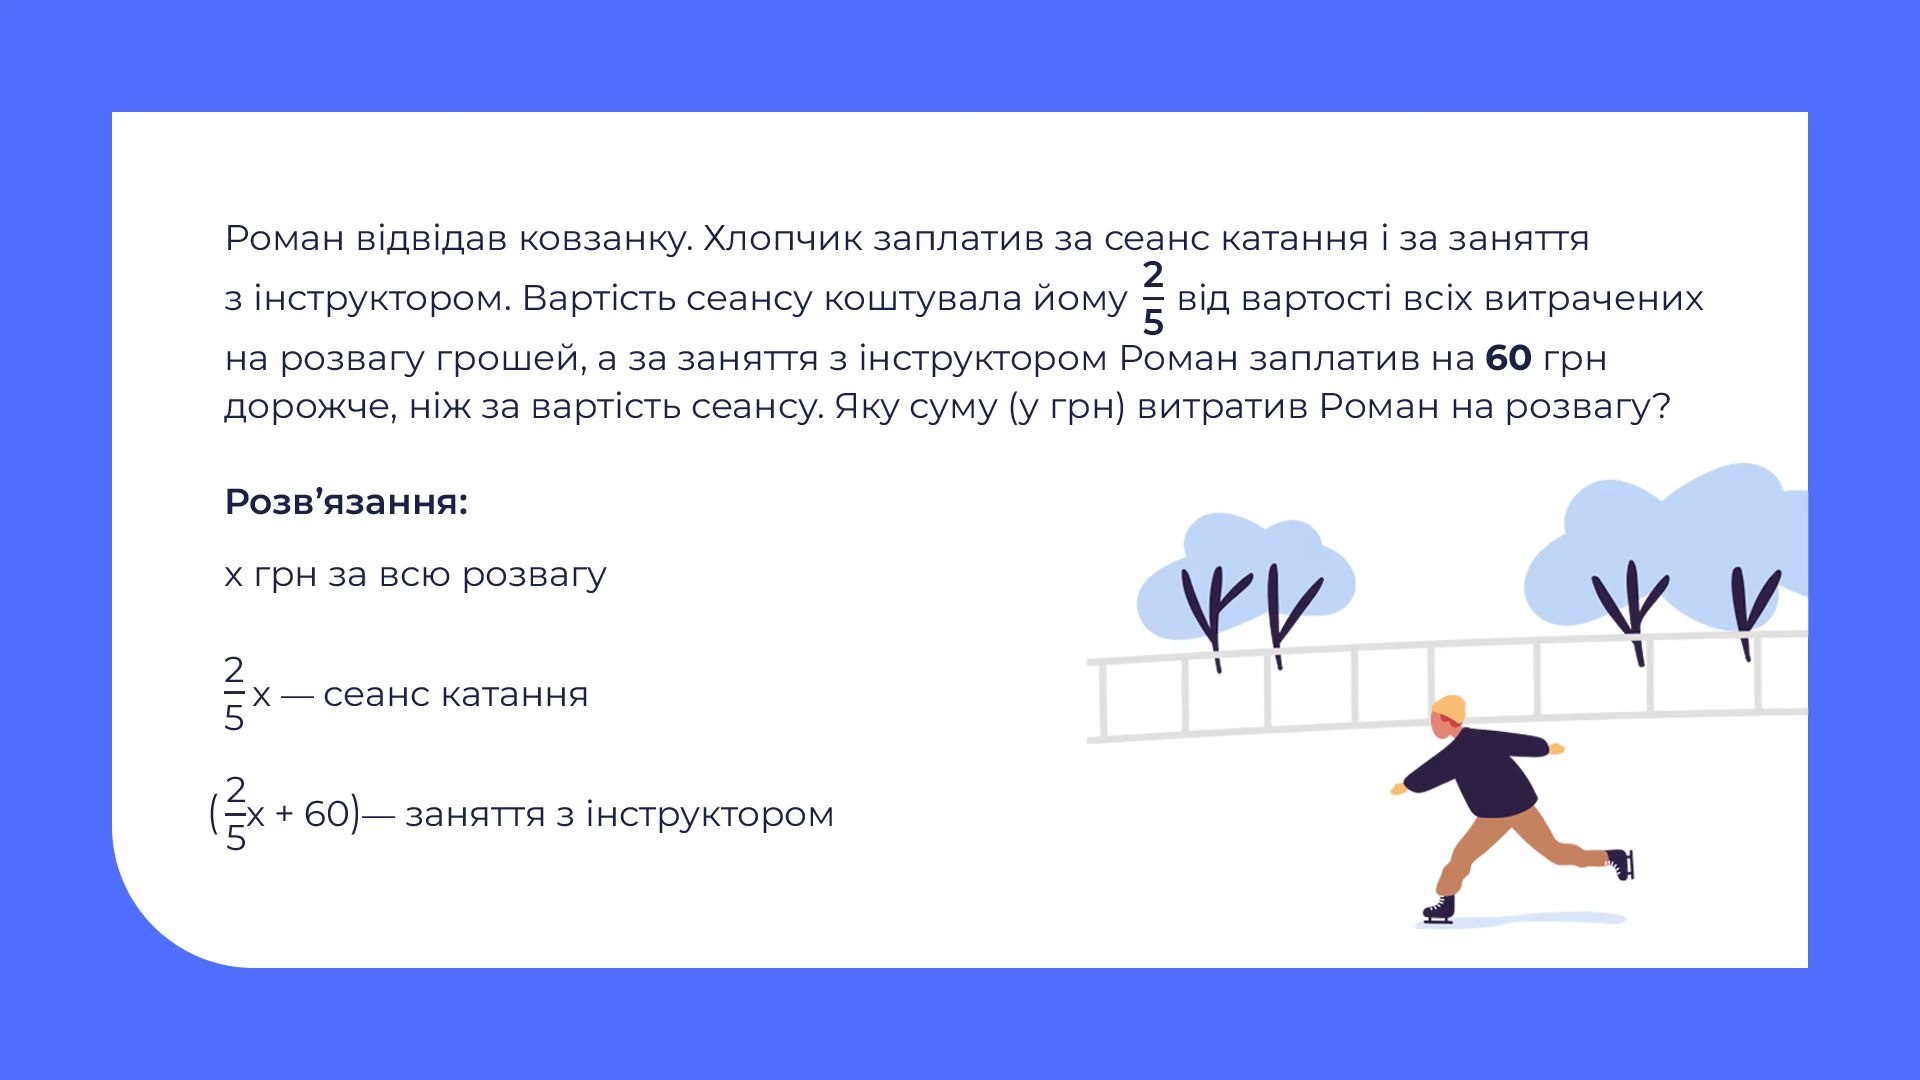 Роман відвідав ковзанку. Хлопчик заплатив за сеанс катання і за заняття
з інструктором. Вартість сеансу коштувала йому 2/5 від вартості всіх витрачених
на розвагу грошей, а за заняття з інструктором Роман заплатив на 60 грн
дорожче, ніж за вартість сеансу. Яку суму (у грн) витратив Роман на розвагу?
Розв’язання:
х грн за всю розвагу
2/5 х — сеанс катання
(2/5х + 60)— заняття з інструктором